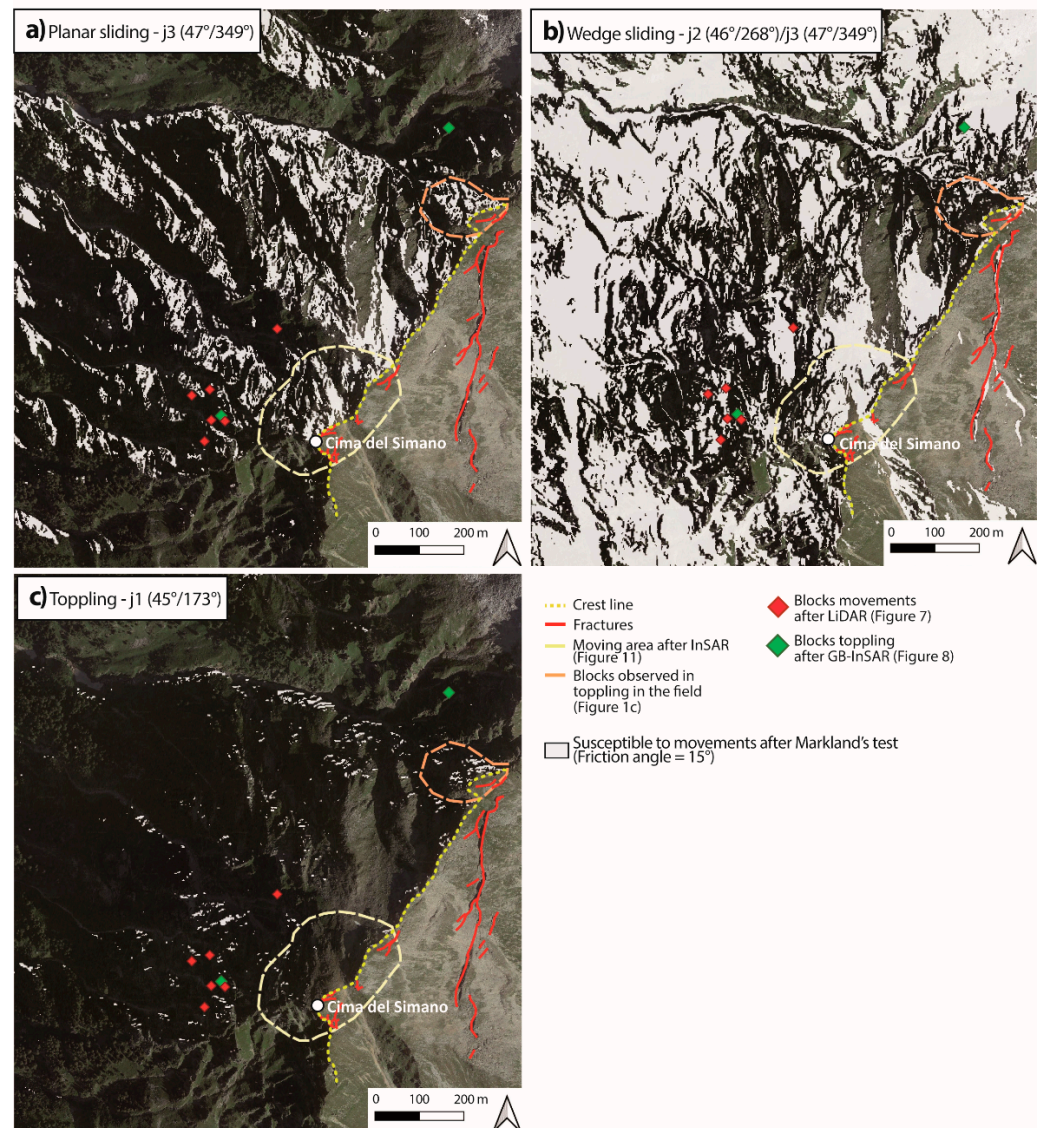 a) Planar sliding - j3 (47°/349°)
Cima del Simano
0 100 200 m
b) Wedge sliding - j2 (46°/268°)/j3 (47°/349°)
Cima del Simano
0 100 200 m
c) Toppling - j1 (45°/173°)
Cima del Simano
0 100 200 m
Crest line
Fractures
Moving area after InSAR
(Figure 11)
Blocks observed in
toppling in the field
(Figure 1c)
Blocks movements
after LiDAR (Figure 7)
Blocks toppling
after GB-InSAR (Figure 8)
Susceptible to movements after Markland's test
(Friction angle = 15°)